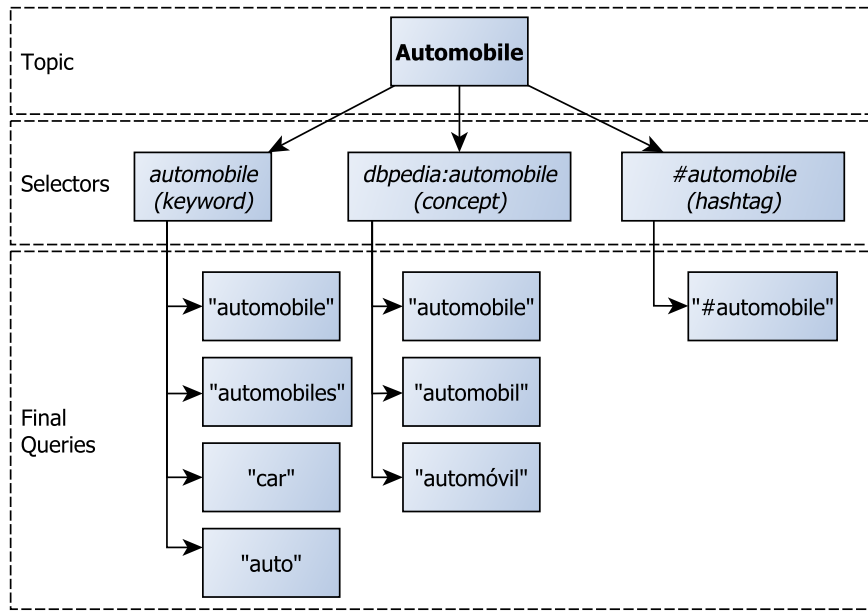 Topic
Automobile
Selectors
automobile
(keyword)
dbpedia:automobile
(concept)
#automobile
(hashtag)
Final
Queries
"automobile"
"automobile"
"#automobile"
"automobiles"
"automobil"
"car"
"automóvil"
"auto"